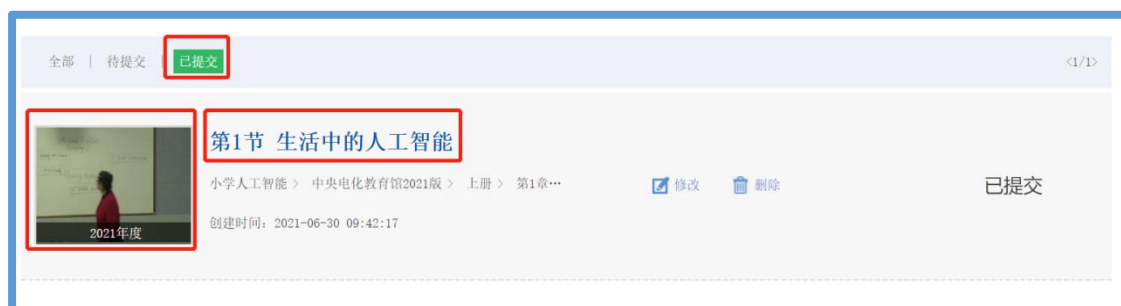 全部 | 待提交 | 已提交 <1/1>
第1节 生活中的人工智能
小学人工智能> 中央电化教育馆2021版> 上册> 第1章…
修改 删除
已提交
创建时间：2021-06-30 09:42:17
2021年度